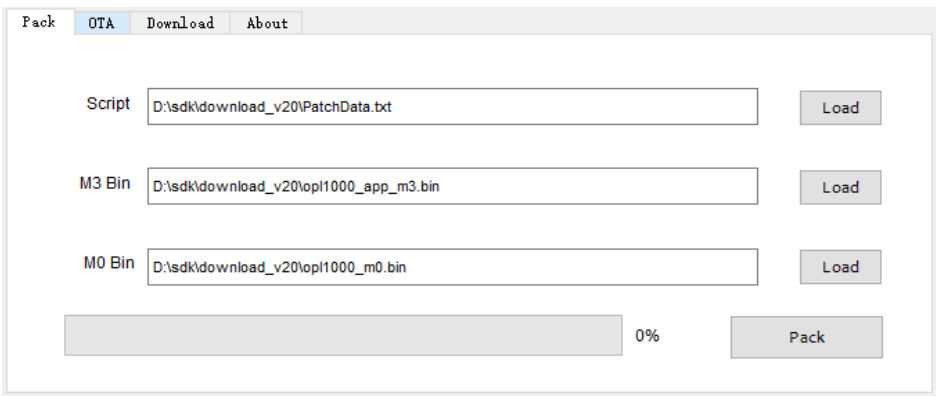 Pack OTA Download About
Script D:\sdk\download_v20\PatchData.txt Load
M3 Bin D:\sdk\download_v20\opl1000_app_m3.bin Load
M0 Bin D:\sdk\download_v20\opl1000_m0.bin Load
0% Pack